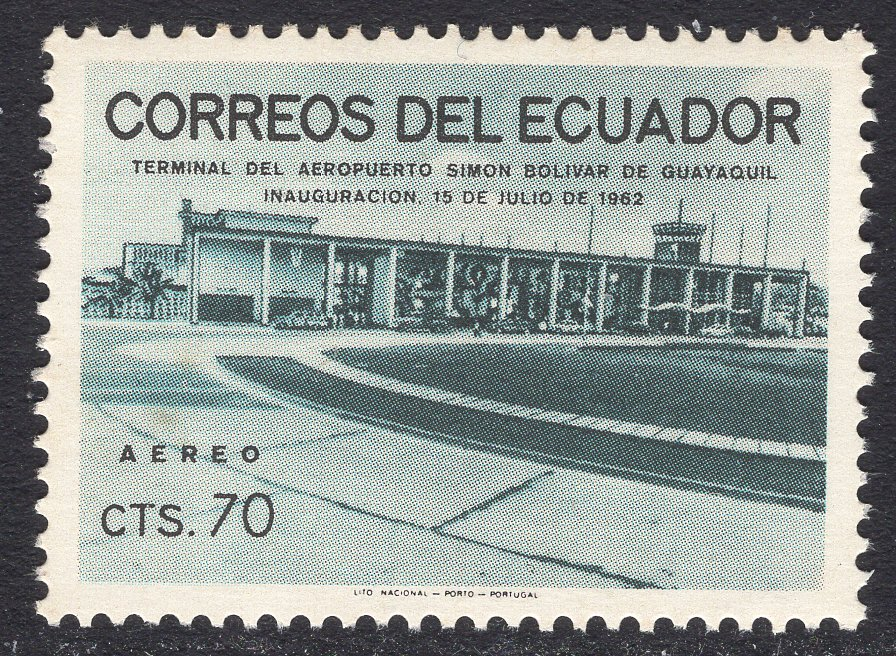 CORREOS DEL ECUADOR
TERMINAL DEL AEROPUERTO SIMON BOLIVAR DE GUAYAQUIL
INAUGURACION, 15 DE JULIO DE 1962
AEREO
CTS. 70
LITO NACIONAL — PORTO — PORTUGAL